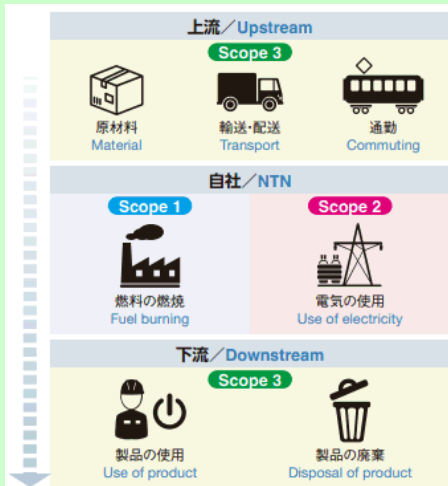 上流／Upstream
Scope 3
原材料
Material
輸送・配送
Transport
通勤
Commuting
自社／NTN
Scope 1
燃料の燃焼
Fuel burning
Scope 2
電気の使用
Use of electricity
下流／Downstream
Scope 3
製品の使用
Use of product
製品の廃棄
Disposal of product